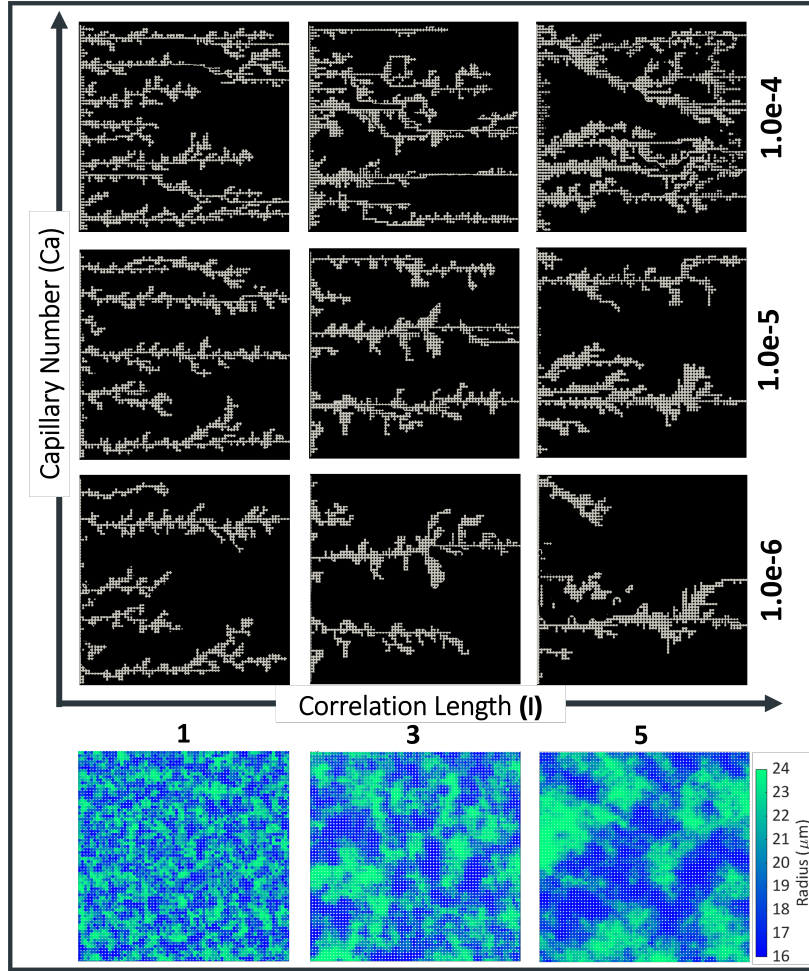 Capillary Number (Ca)
1.0e-4
1.0e-5
1.0e-6
Correlation Length (l)
1
3
5
24
23
22
21
20
19
18
17
16
Radius (μm)